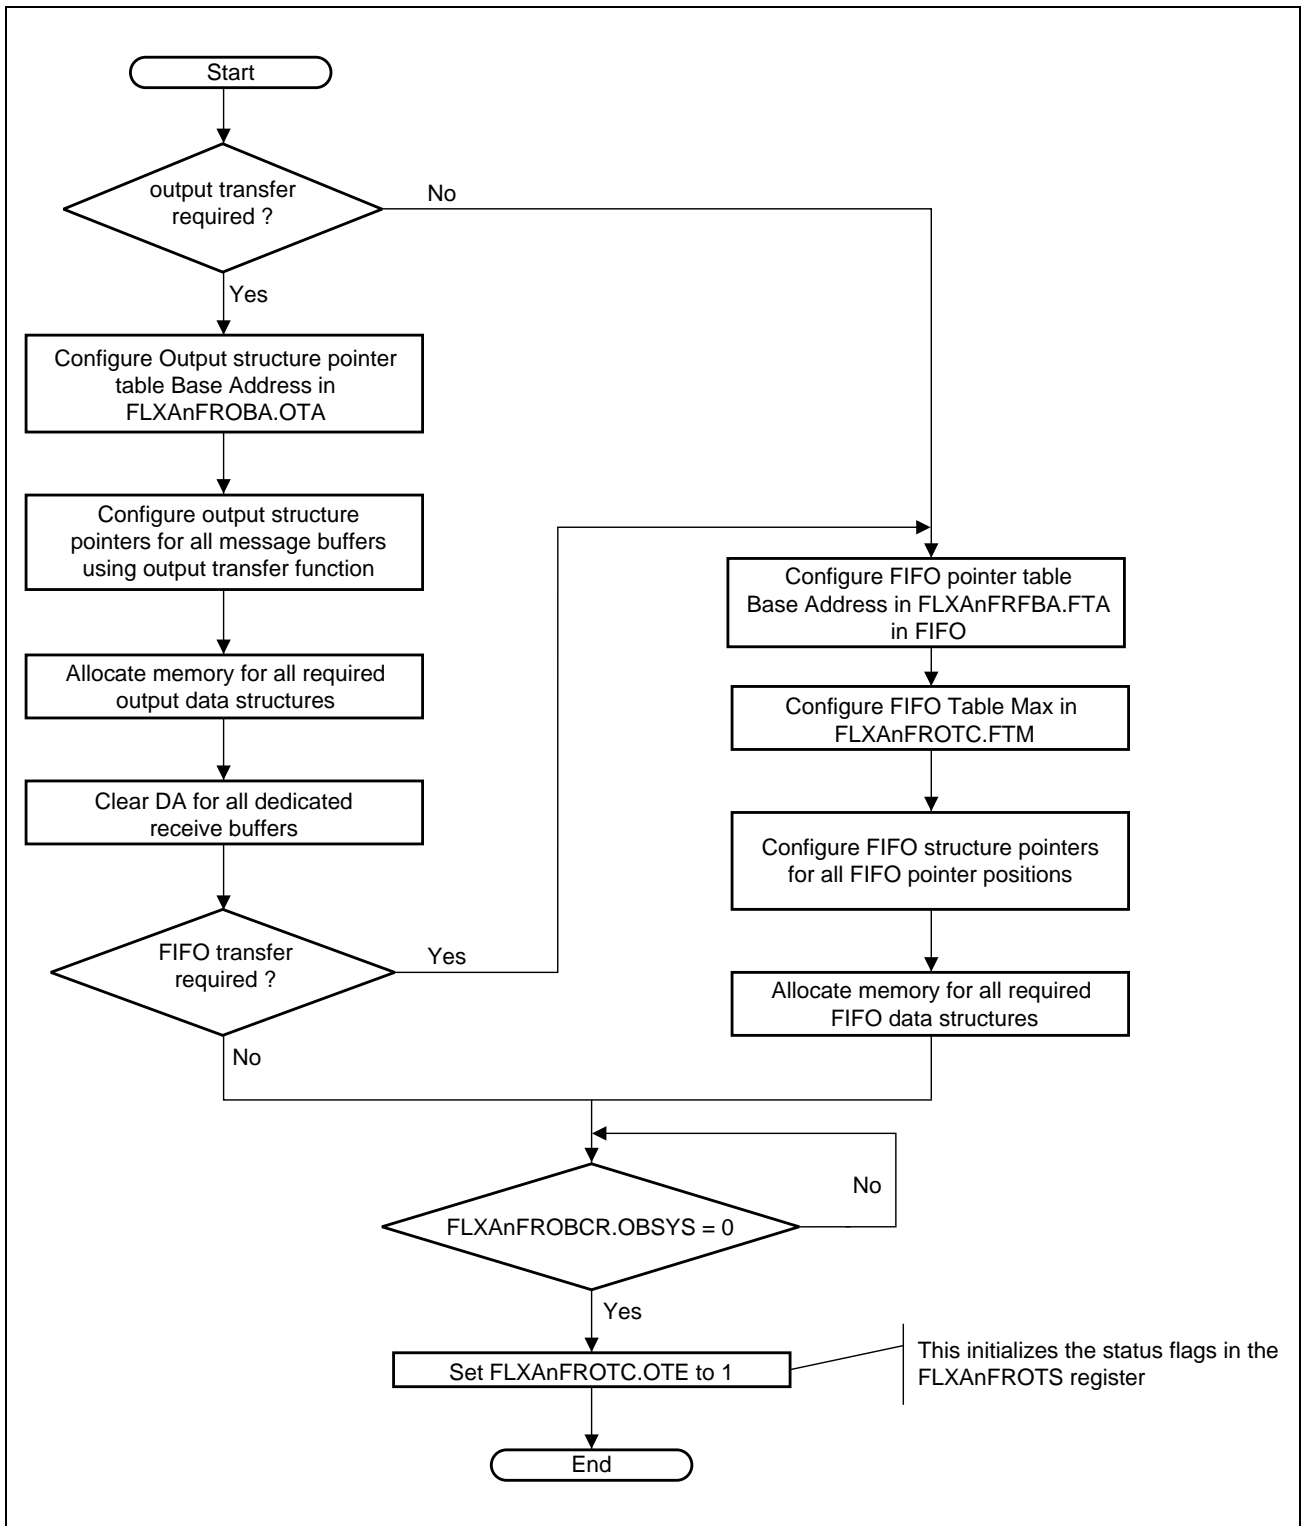 Start
output transfer
required ?
No
Yes
Configure Output structure pointer
table Base Address in
FLXAnFROBA.OTA
Configure output structure
pointers for all message buffers
using output transfer function
Allocate memory for all required
output data structures
Clear DA for all dedicated
receive buffers
FIFO transfer
required ?
Yes
No
Configure FIFO pointer table
Base Address in FLXAnFRFBA.FTA
in FIFO
Configure FIFO Table Max in
FLXAnFROTC.FTM
Configure FIFO structure pointers
for all FIFO pointer positions
Allocate memory for all required
FIFO data structures
No
FLXAnFROBCR.OBSYS = 0
Yes
Set FLXAnFROTC.OTE to 1
This initializes the status flags in the
FLXAnFROTS register
End